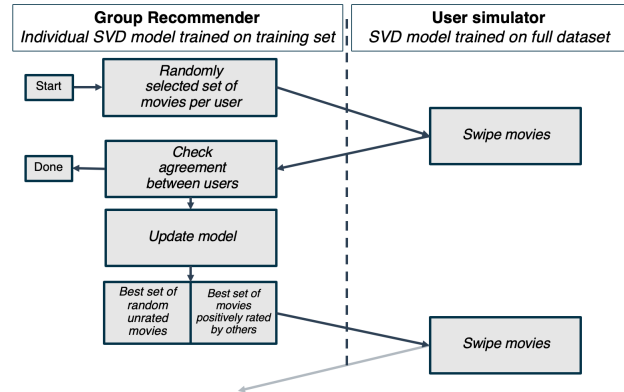 Group Recommender
Individual SVD model trained on training set
User simulator
SVD model trained on full dataset
Start
Randomly
selected set of
movies per user
Swipe movies
Done
Check
agreement
between users
Update model
Best set of
random
unrated
movies
Best set of
movies
positively rated
by others
Swipe movies